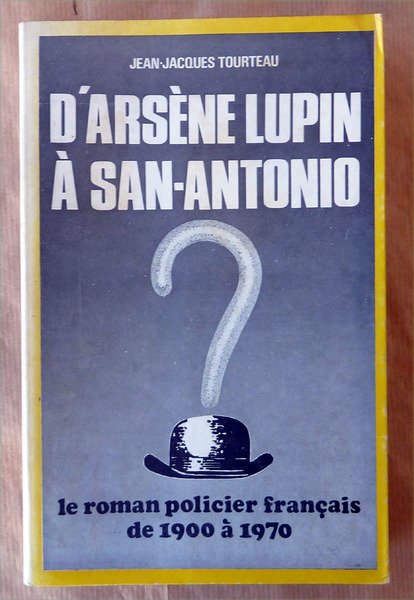 JEAN-JACQUES TOURTEAU
D'ARSÈNE LUPIN
À SAN-ANTONIO
?
le roman policier français
de 1900 à 1970